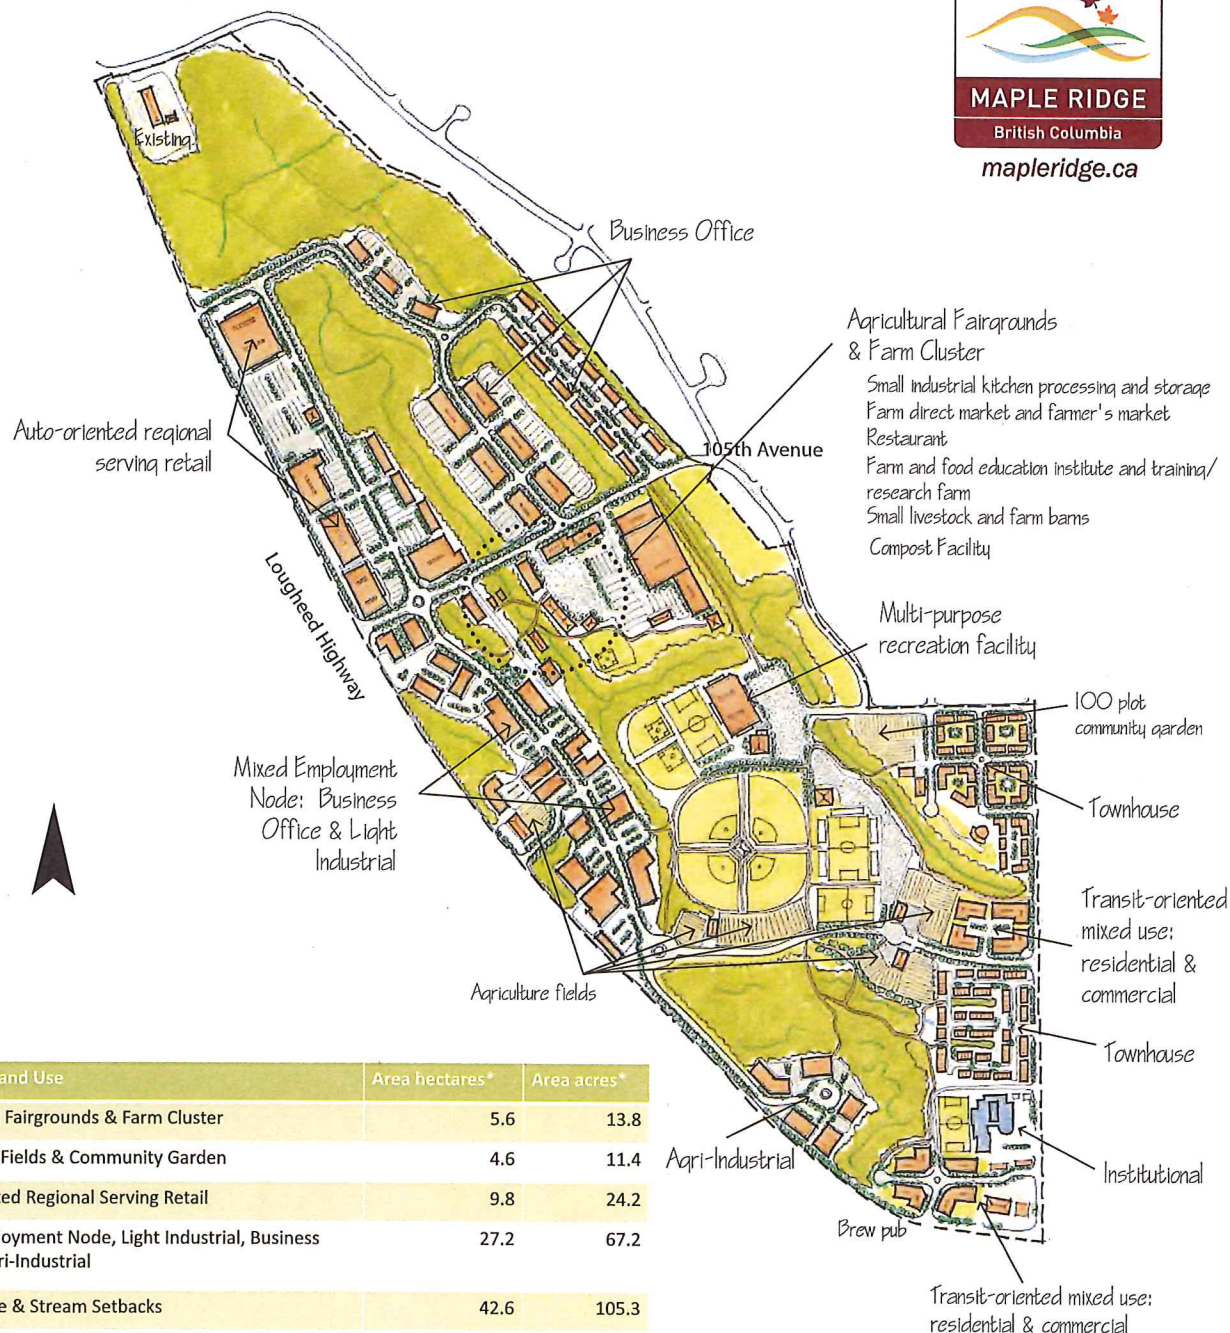 MAPLE RIDGE
British Columbia
mapleridge.ca
Existing
Business Office
Agricultural Fairgrounds
& Farm Cluster
Small industrial kitchen processing and storage
Farm direct market and farmer's market
Restaurant
Farm and food education institute and training/
research farm
Small livestock and farm barns
Compost Facility
Auto-oriented regional
serving retail
105th Avenue
Lougheed Highway
Multi-purpose
recreation facility
100 plot
community garden
Mixed Employment
Node: Business
Office & Light
Industrial
Townhouse
Transit-oriented
mixed use:
residential &
commercial
Agriculture fields
Townhouse
Agri-Industrial
Institutional
Brew pub
Transit-oriented mixed use:
residential & commercial
and Use Area hectares* Area acres*
Fairgrounds & Farm Cluster 5.6 13.8
Fields & Community Garden 4.6 11.4
ted Regional Serving Retail 9.8 24.2
oyment Node, Light Industrial, Business 27.2 67.2
ri-Industrial
e & Stream Setbacks 42.6 105.3